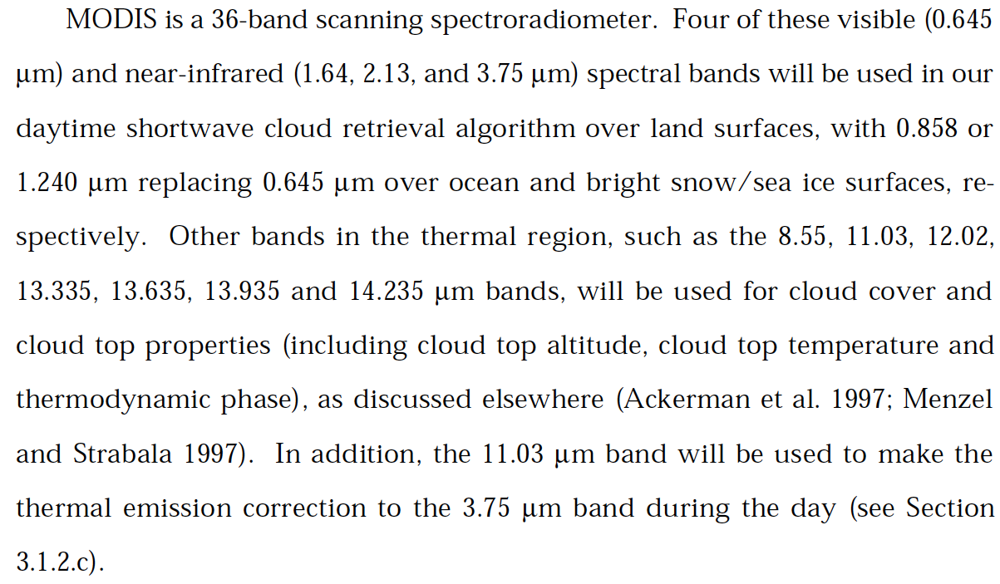 MODIS is a 36-band scanning spectroradiometer. Four of these visible (0.645
μm) and near-infrared (1.64, 2.13, and 3.75 μm) spectral bands will be used in our
daytime shortwave cloud retrieval algorithm over land surfaces, with 0.858 or
1.240 μm replacing 0.645 μm over ocean and bright snow/sea ice surfaces, re-
spectively. Other bands in the thermal region, such as the 8.55, 11.03, 12.02,
13.335, 13.635, 13.935 and 14.235 μm bands, will be used for cloud cover and
cloud top properties (including cloud top altitude, cloud top temperature and
thermodynamic phase), as discussed elsewhere (Ackerman et al. 1997; Menzel
and Strabala 1997). In addition, the 11.03 μm band will be used to make the
thermal emission correction to the 3.75 μm band during the day (see Section
3.1.2.c).